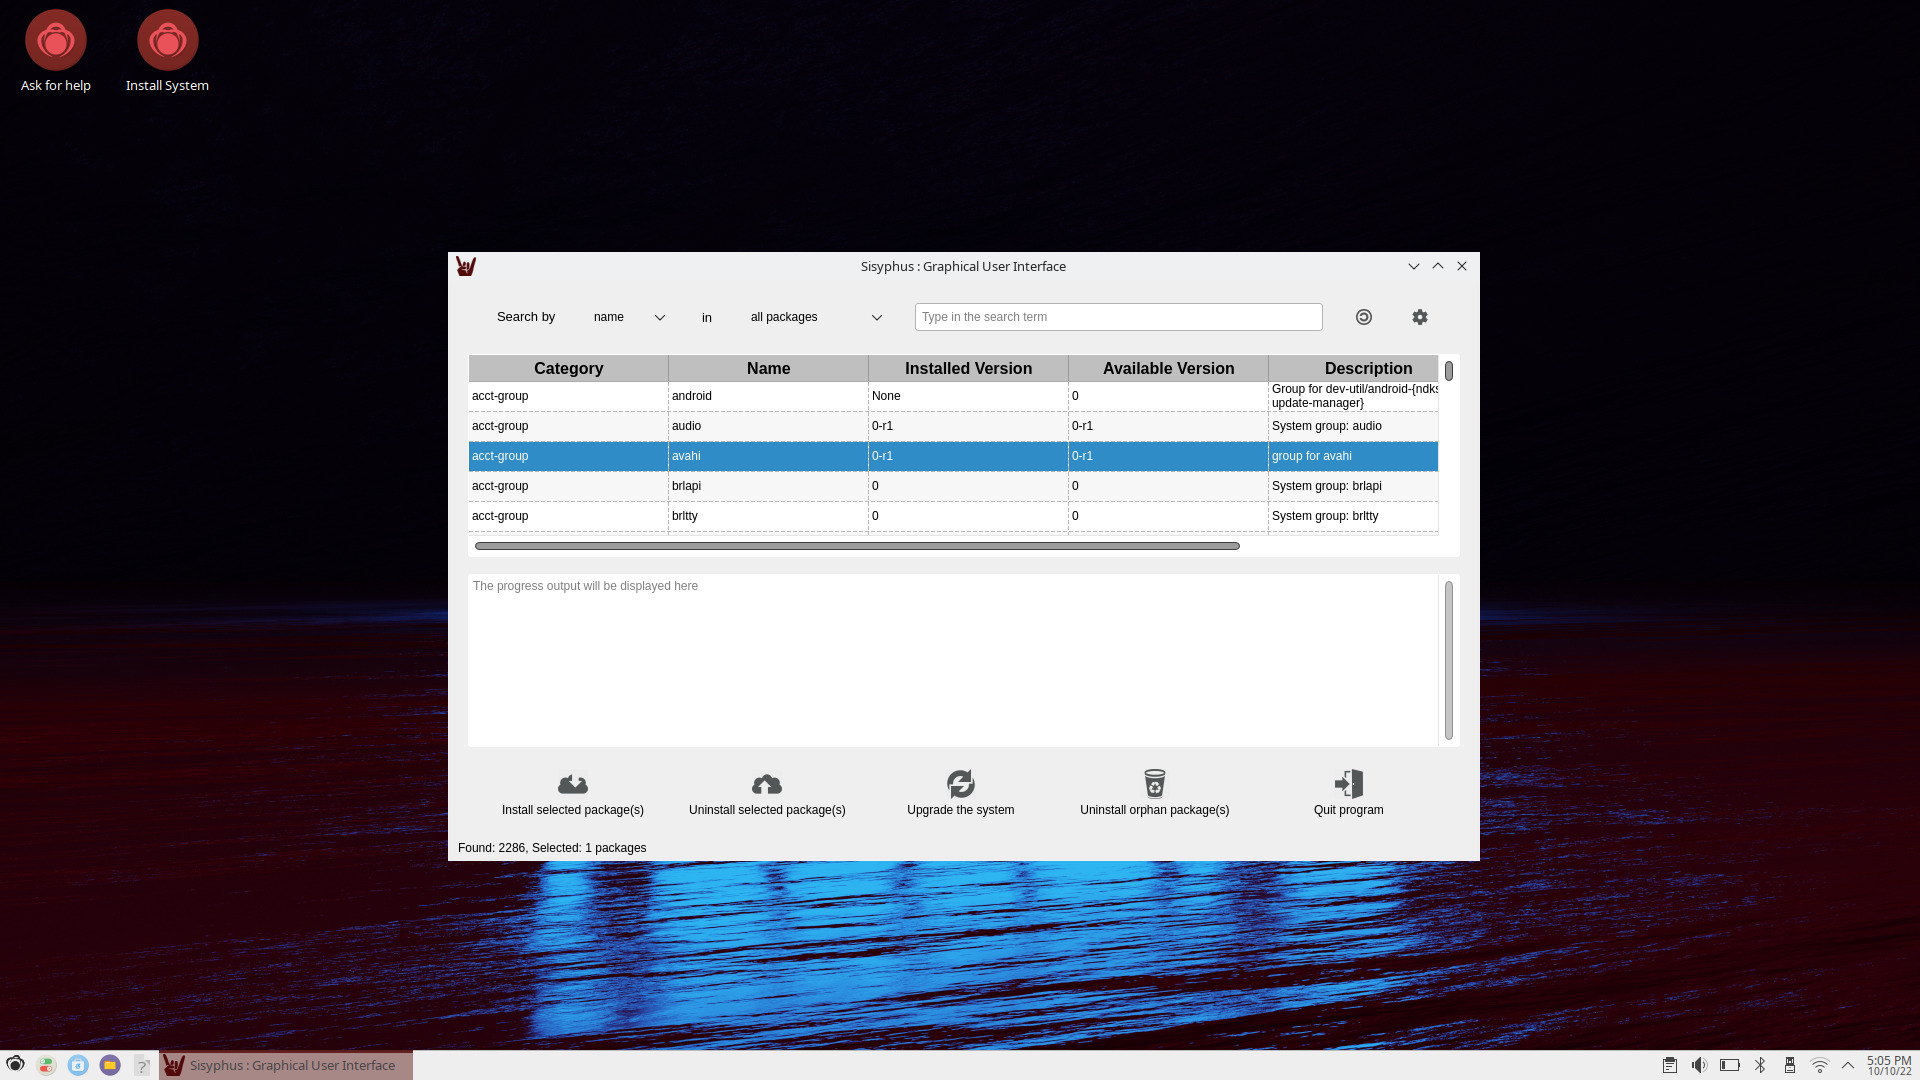 Ask for help
Install System
Sisyphus : Graphical User Interface
Search by name in all packages Type in the search term
Category Name Installed Version Available Version Description
acct-group android None 0 Group for dev-util/android-{ndk
update-manager}
acct-group audio 0-r1 0-r1 System group: audio
acct-group avahi 0-r1 0-r1 group for avahi
acct-group brlapi 0 0 System group: brlapi
acct-group brltty 0 0 System group: brltty
The progress output will be displayed here
Install selected package(s) Uninstall selected package(s) Upgrade the system Uninstall orphan package(s) Quit program
Found: 2286, Selected: 1 packages
Sisyphus : Graphical User Interface
5:05 PM
10/10/22